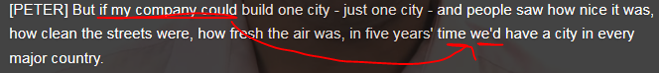 [PETER] But if my company could build one city - just one city - and people saw how nice it was,
how clean the streets were, how fresh the air was, in five years' time we'd have a city in every
major country.